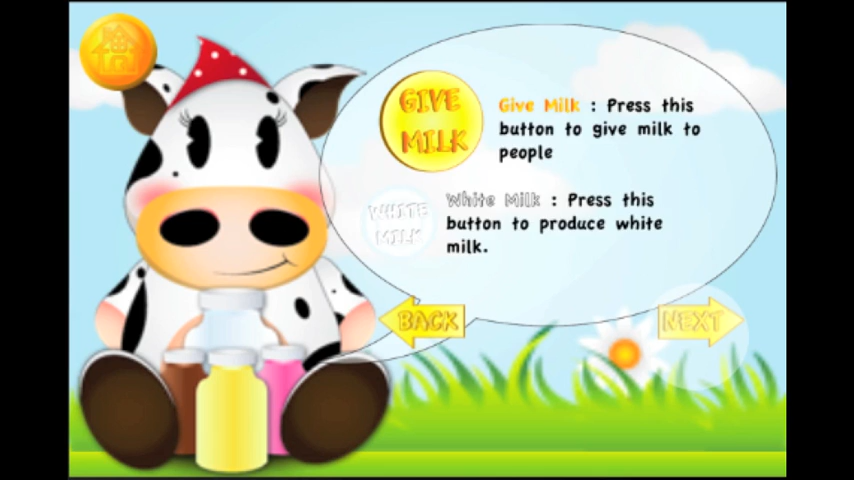 GIVE
MILK
Give Milk : Press this
button to give milk to
people
WHITE
MILK
White Milk : Press this
button to produce white
milk.
BACK
NEXT